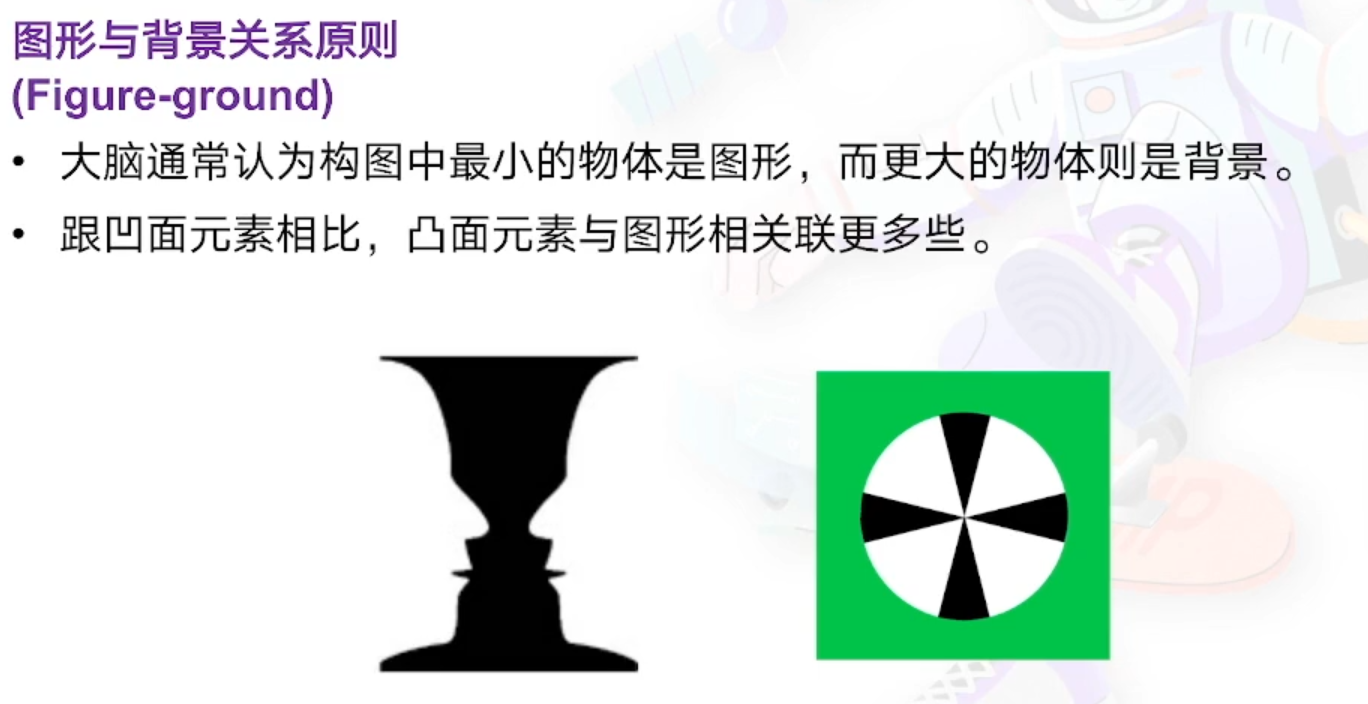 图形与背景关系原则
(Figure-ground)
• 大脑通常认为构图中最小的物体是图形，而更大的物体则是背景。
• 跟凹面元素相比，凸面元素与图形相关联更多些。